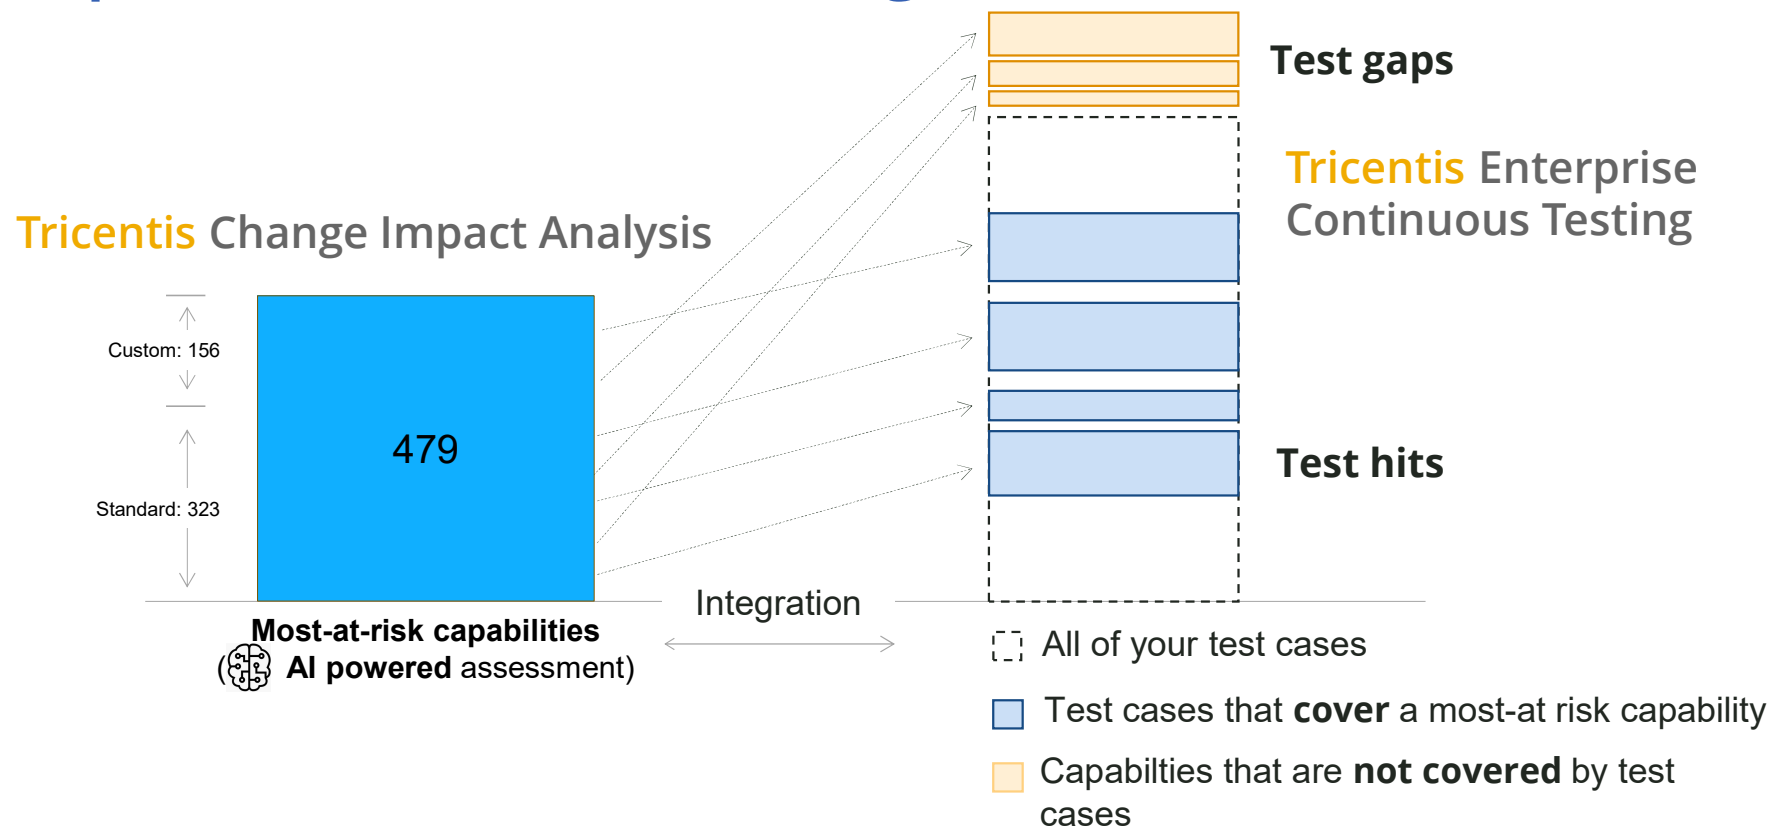 Test gaps
Tricentis Enterprise
Continuous Testing
Tricentis Change Impact Analysis
Custom: 156
479
Standard: 323
Test hits
Integration
Most-at-risk capabilities
(AI powered assessment)
All of your test cases
Test cases that cover a most-at risk capability
Capabilties that are not covered by test
cases